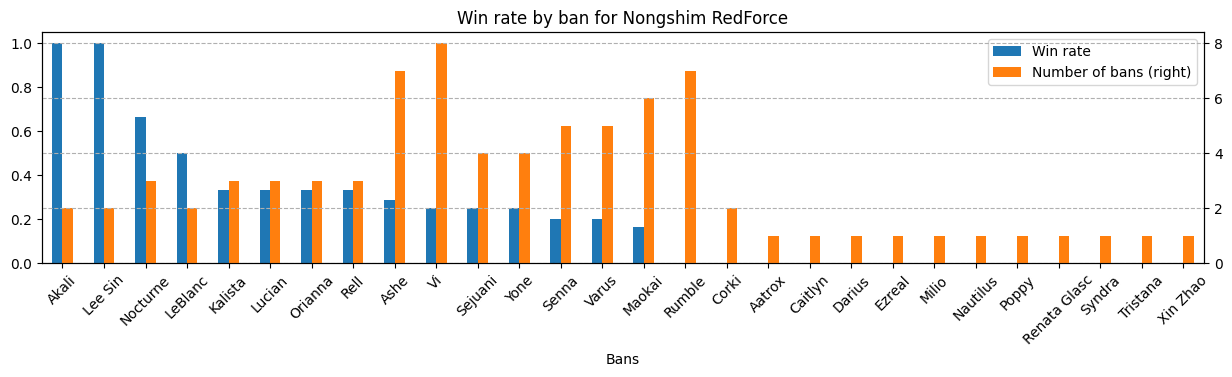 Win rate by ban for Nongshim RedForce
Win rate
Number of bans (right)
1.0
0.8
0.6
0.4
0.2
0.0
8
6
4
2
0
Akali
Lee Sin
Nocturne
LeBlanc
Kalista
Lucian
Orianna
Rell
Ashe
Vi
Sejuani
Yone
Senna
Varus
Maokai
Rumble
Corki
Aatrox
Caitlyn
Darius
Ezreal
Milio
Nautilus
Poppy
Renata Glasc
Syndra
Tristana
Xin Zhao
Bans